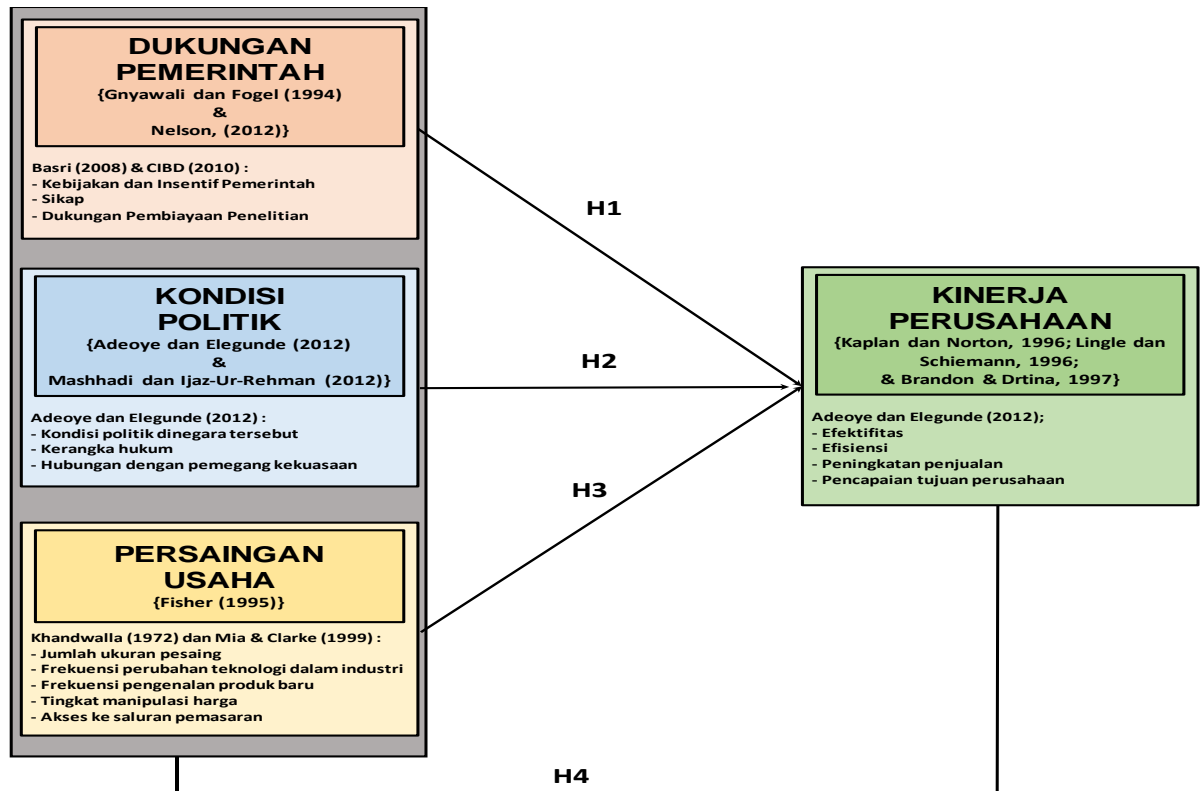 DUKUNGAN
PEMERINTAH
{Gnyawali dan Fogel (1994)
&
Nelson, (2012)}
Basri (2008) & CIBD (2010) :
- Kebijakan dan Insentif Pemerintah
- Sikap
- Dukungan Pembiayaan Penelitian
H1
KONDISI
POLITIK
{Adeoye dan Elegunde (2012)
&
Mashhadi dan Ijaz-Ur-Rehman (2012)}
Adeoye dan Elegunde (2012) :
- Kondisi politik dinegara tersebut
- Kerangka hukum
- Hubungan dengan pemegang kekuasaan
H2
KINERJA
PERUSAHAAN
{Kaplan dan Norton, 1996; Lingle dan
Schiemann, 1996;
& Brandon & Drtina, 1997}
Adeoye dan Elegunde (2012);
- Efektifitas
- Efisiensi
- Peningkatan penjualan
- Pencapaian tujuan perusahaan
H3
PERSAINGAN
USAHA
{Fisher (1995)}
Khandwalla (1972) dan Mia & Clarke (1999) :
- Jumlah ukuran pesaing
- Frekuensi perubahan teknologi dalam industri
- Frekuensi pengenalan produk baru
- Tingkat manipulasi harga
- Akses ke saluran pemasaran
H4